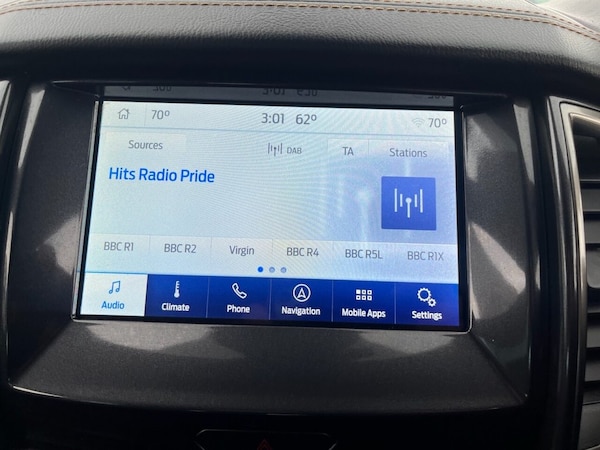 70° 3:01 62° 70°
Sources DAB TA Stations
Hits Radio Pride
BBC R1 BBC R2 Virgin BBC R4 BBC R5L BBC R1X
Audio Climate Phone Navigation Mobile Apps Settings